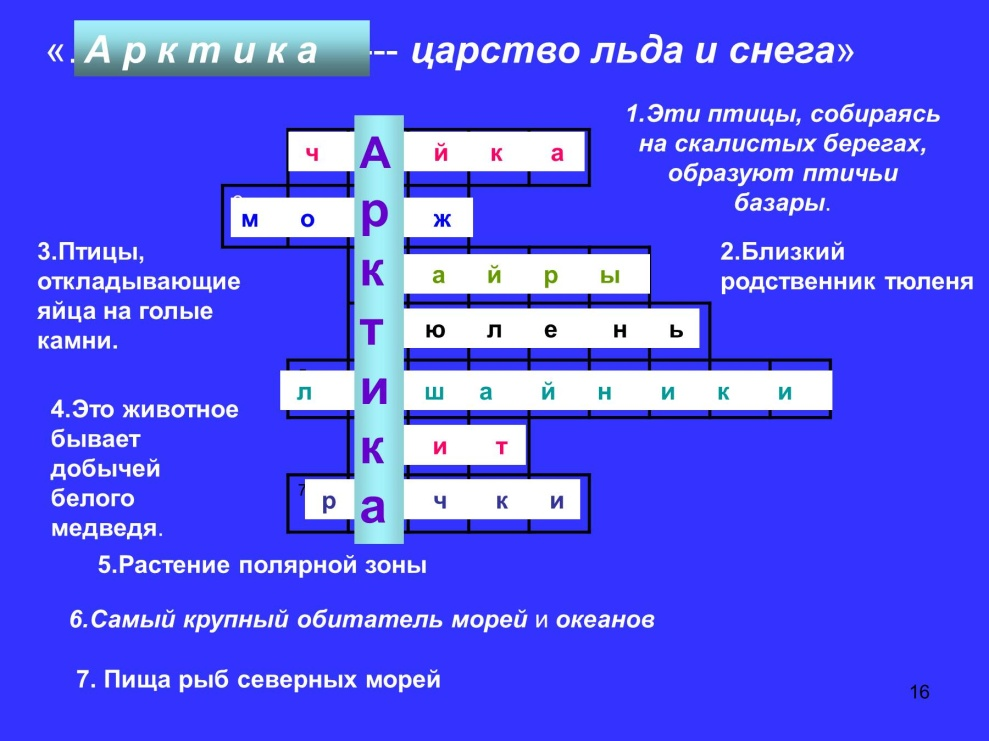 «. А р к т и к а --- царство льда и снега»
1.Эти птицы, собираясь
на скалистых берегах,
образуют птичьи
базары.
ч А й к а
м о р ж
к а й р ы
т ю л е н ь
л и ш а й н и к и
к и т
7 р а ч к и
2.Близкий
родственник тюленя
3.Птицы,
откладывающие
яйца на голые
камни.
4.Это животное
бывает
добычей
белого
медведя.
5.Растение полярной зоны
6.Самый крупный обитатель морей и океанов
7. Пища рыб северных морей
16